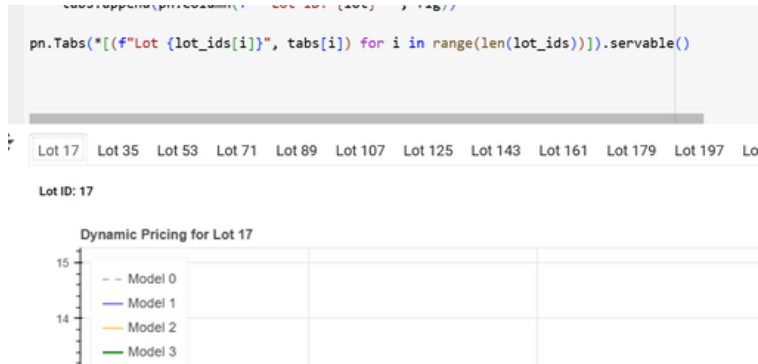 pn.Tabs(*[(f"Lot {lot_ids[i]}", tabs[i]) for i in range(len(lot_ids))]).servable()
Lot 17 Lot 35 Lot 53 Lot 71 Lot 89 Lot 107 Lot 125 Lot 143 Lot 161 Lot 179 Lot 197 Lo
Lot ID: 17
Dynamic Pricing for Lot 17
15
Model 0
Model 1
14
Model 2
Model 3